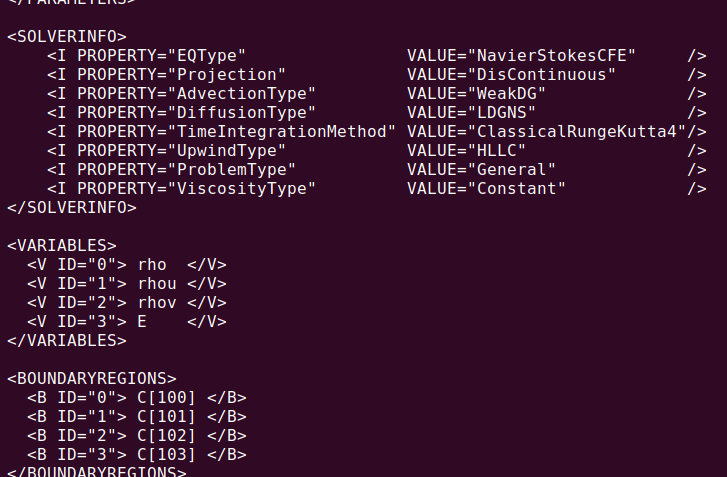 </PARAMETERS>
<SOLVERINFO>
<I PROPERTY="EQType" VALUE="NavierStokesCFE" />
<I PROPERTY="Projection" VALUE="DisContinuous" />
<I PROPERTY="AdvectionType" VALUE="WeakDG" />
<I PROPERTY="DiffusionType" VALUE="LDGNS" />
<I PROPERTY="TimeIntegrationMethod" VALUE="ClassicalRungeKutta4"/>
<I PROPERTY="UpwindType" VALUE="HLLC" />
<I PROPERTY="ProblemType" VALUE="General" />
<I PROPERTY="ViscosityType" VALUE="Constant" />
</SOLVERINFO>
<VARIABLES>
<V ID="0"> rho </V>
<V ID="1"> rhou </V>
<V ID="2"> rhov </V>
<V ID="3"> E </V>
</VARIABLES>
<BOUNDARYREGIONS>
<B ID="0"> C[100] </B>
<B ID="1"> C[101] </B>
<B ID="2"> C[102] </B>
<B ID="3"> C[103] </B>
</BOUNDARYREGIONS>